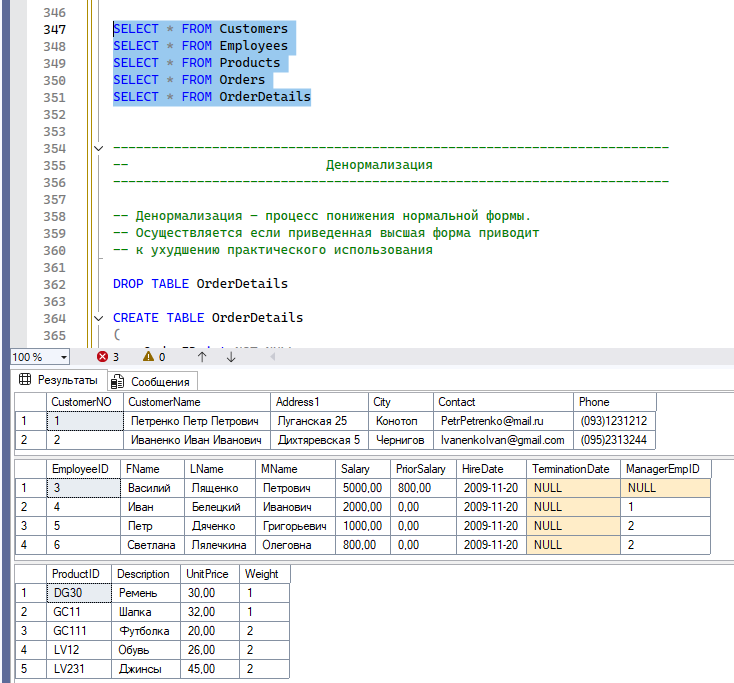 346
347 SELECT * FROM Customers
348 SELECT * FROM Employees
349 SELECT * FROM Products
350 SELECT * FROM Orders
351 SELECT * FROM OrderDetails
352
353
354 ------------------------------------------------------------------------
355 -- Денормализация
356 ------------------------------------------------------------------------
357
358 -- Денормализация – процесс понижения нормальной формы.
359 -- Осуществляется если приведенная высшая форма приводит
360 -- к ухудшению практического использования
361
362 DROP TABLE OrderDetails
363
364 CREATE TABLE OrderDetails
365 (
100 % 3 0
Результаты Сообщения
CustomerNO CustomerName Address1 City Contact Phone
1 1 Петренко Петр Петрович Луганская 25 Конотоп PetrPetrenko@mail.ru (093)1231212
2 2 Иваненко Иван Иванович Дихтяревская 5 Чернигов IvanenkoIvan@gmail.com (095)2313244
EmployeeID FName LName MName Salary PriorSalary HireDate TerminationDate ManagerEmpID
1 3 Василий Лященко Петрович 5000,00 800,00 2009-11-20 NULL NULL
2 4 Иван Белецкий Иванович 2000,00 0,00 2009-11-20 NULL 1
3 5 Петр Дяченко Григорьевич 1000,00 0,00 2009-11-20 NULL 2
4 6 Светлана Лялечкина Олеговна 800,00 0,00 2009-11-20 NULL 2
ProductID Description UnitPrice Weight
1 DG30 Ремень 30,00 1
2 GC11 Шапка 32,00 1
3 GC111 Футболка 20,00 2
4 LV12 Обувь 26,00 2
5 LV231 Джинсы 45,00 2